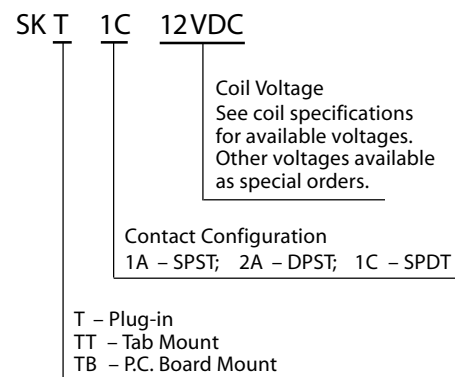 SK T 1C 12VDC
Coil Voltage
See coil specifications
for available voltages.
Other voltages available
as special orders.
Contact Configuration
1A – SPST; 2A – DPST; 1C – SPDT
T – Plug-in
TT – Tab Mount
TB – P.C. Board Mount